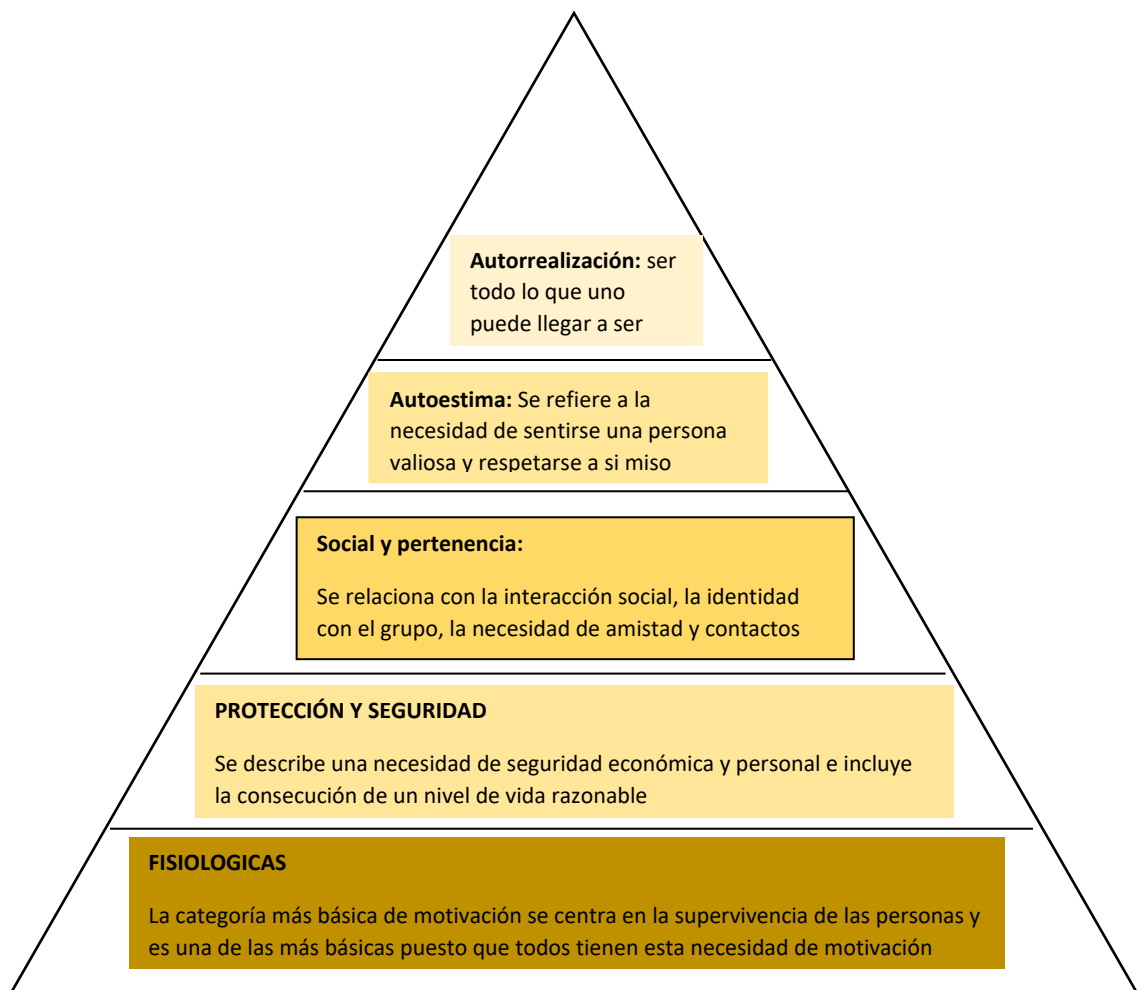 Autorrealización: ser
todo lo que uno
puede llegar a ser
Autoestima: Se refiere a la
necesidad de sentirse una persona
valiosa y respetarse a si miso
Social y pertenencia:
Se relaciona con la interacción social, la identidad
con el grupo, la necesidad de amistad y contactos
PROTECCIÓN Y SEGURIDAD
Se describe una necesidad de seguridad económica y personal e incluye
la consecución de un nivel de vida razonable
FISIOLOGICAS
La categoría más básica de motivación se centra en la supervivencia de las personas y
es una de las más básicas puesto que todos tienen esta necesidad de motivación